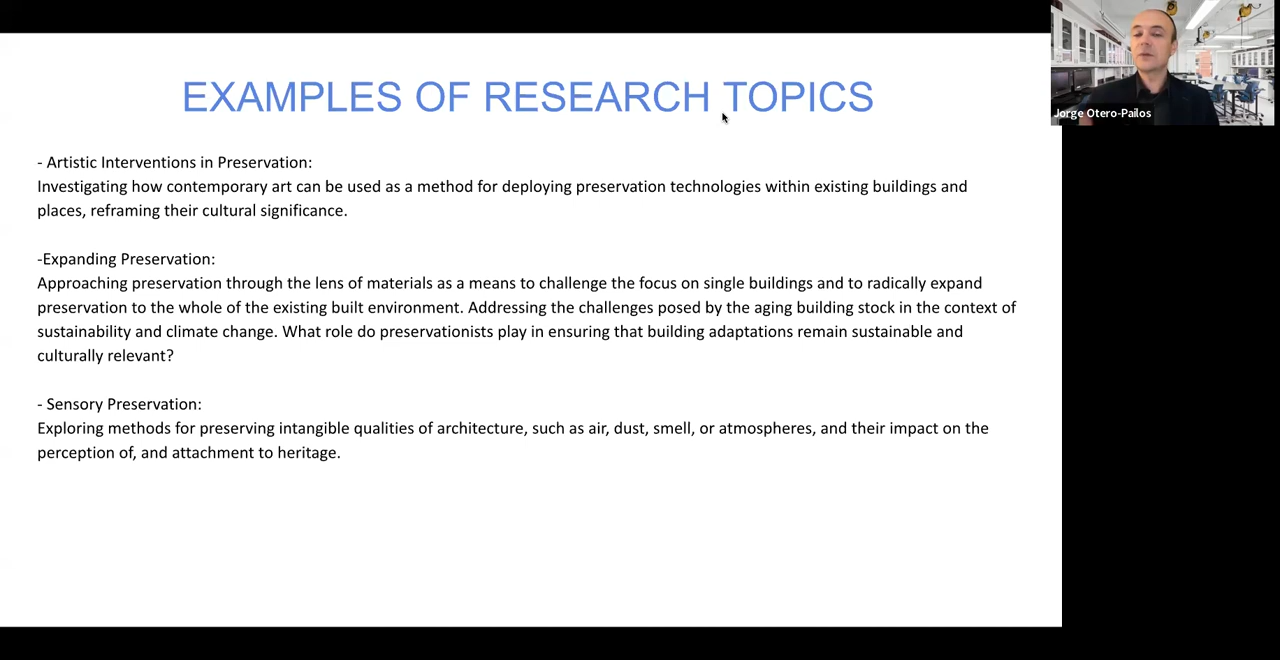 EXAMPLES OF RESEARCH TOPICS
Jorge Otero-Pailos
- Artistic Interventions in Preservation:
Investigating how contemporary art can be used as a method for deploying preservation technologies within existing buildings and
places, reframing their cultural significance.
-Expanding Preservation:
Approaching preservation through the lens of materials as a means to challenge the focus on single buildings and to radically expand
preservation to the whole of the existing built environment. Addressing the challenges posed by the aging building stock in the context of
sustainability and climate change. What role do preservationists play in ensuring that building adaptations remain sustainable and
culturally relevant?
- Sensory Preservation:
Exploring methods for preserving intangible qualities of architecture, such as air, dust, smell, or atmospheres, and their impact on the
perception of, and attachment to heritage.